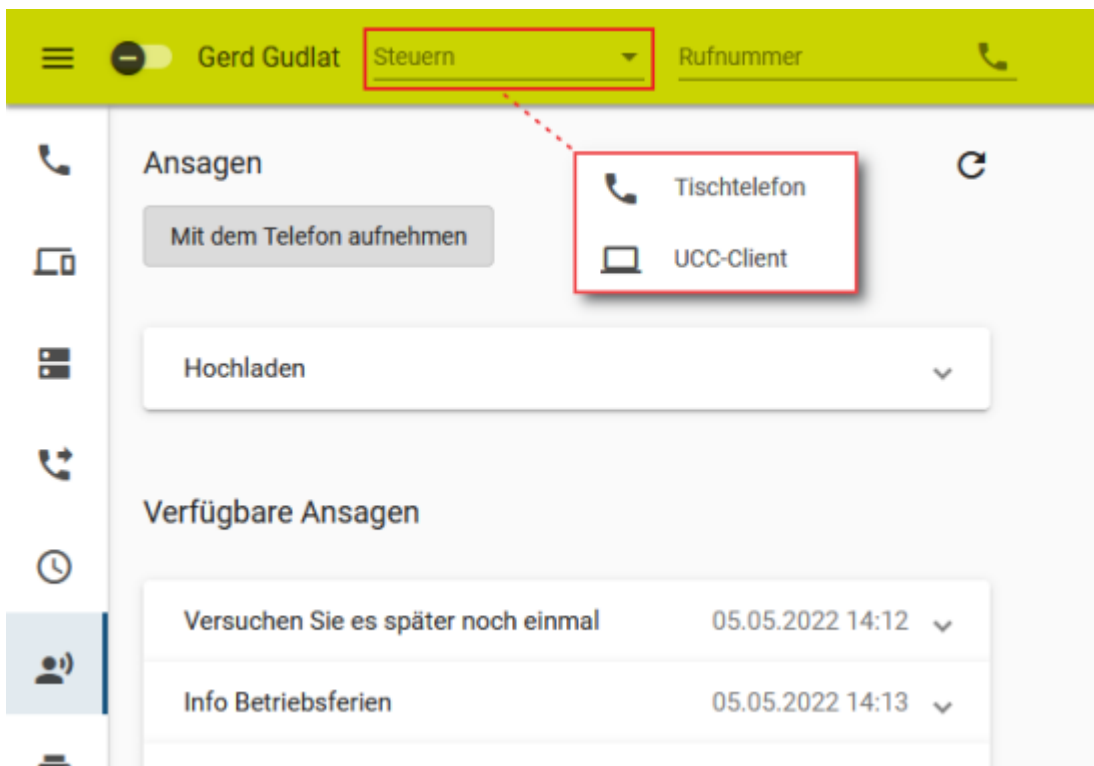 Gerd Gudlat Steuern Rufnummer
Ansagen
Tischtelefon
Mit dem Telefon aufnehmen
UCC-Client
Hochladen
Verfügbare Ansagen
Versuchen Sie es später noch einmal 05.05.2022 14:12
Info Betriebsferien 05.05.2022 14:13